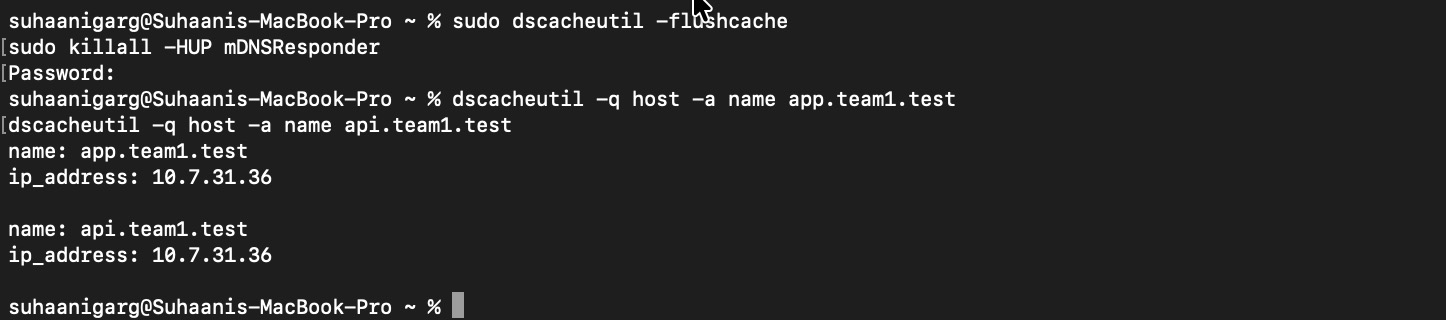 suhaanigarg@Suhaanis-MacBook-Pro ~ % sudo dscacheutil -flushcache
[sudo killall -HUP mDNSResponder
[Password:
suhaanigarg@Suhaanis-MacBook-Pro ~ % dscacheutil -q host -a name app.team1.test
[dscacheutil -q host -a name api.team1.test
name: app.team1.test
ip_address: 10.7.31.36

name: api.team1.test
ip_address: 10.7.31.36

suhaanigarg@Suhaanis-MacBook-Pro ~ %